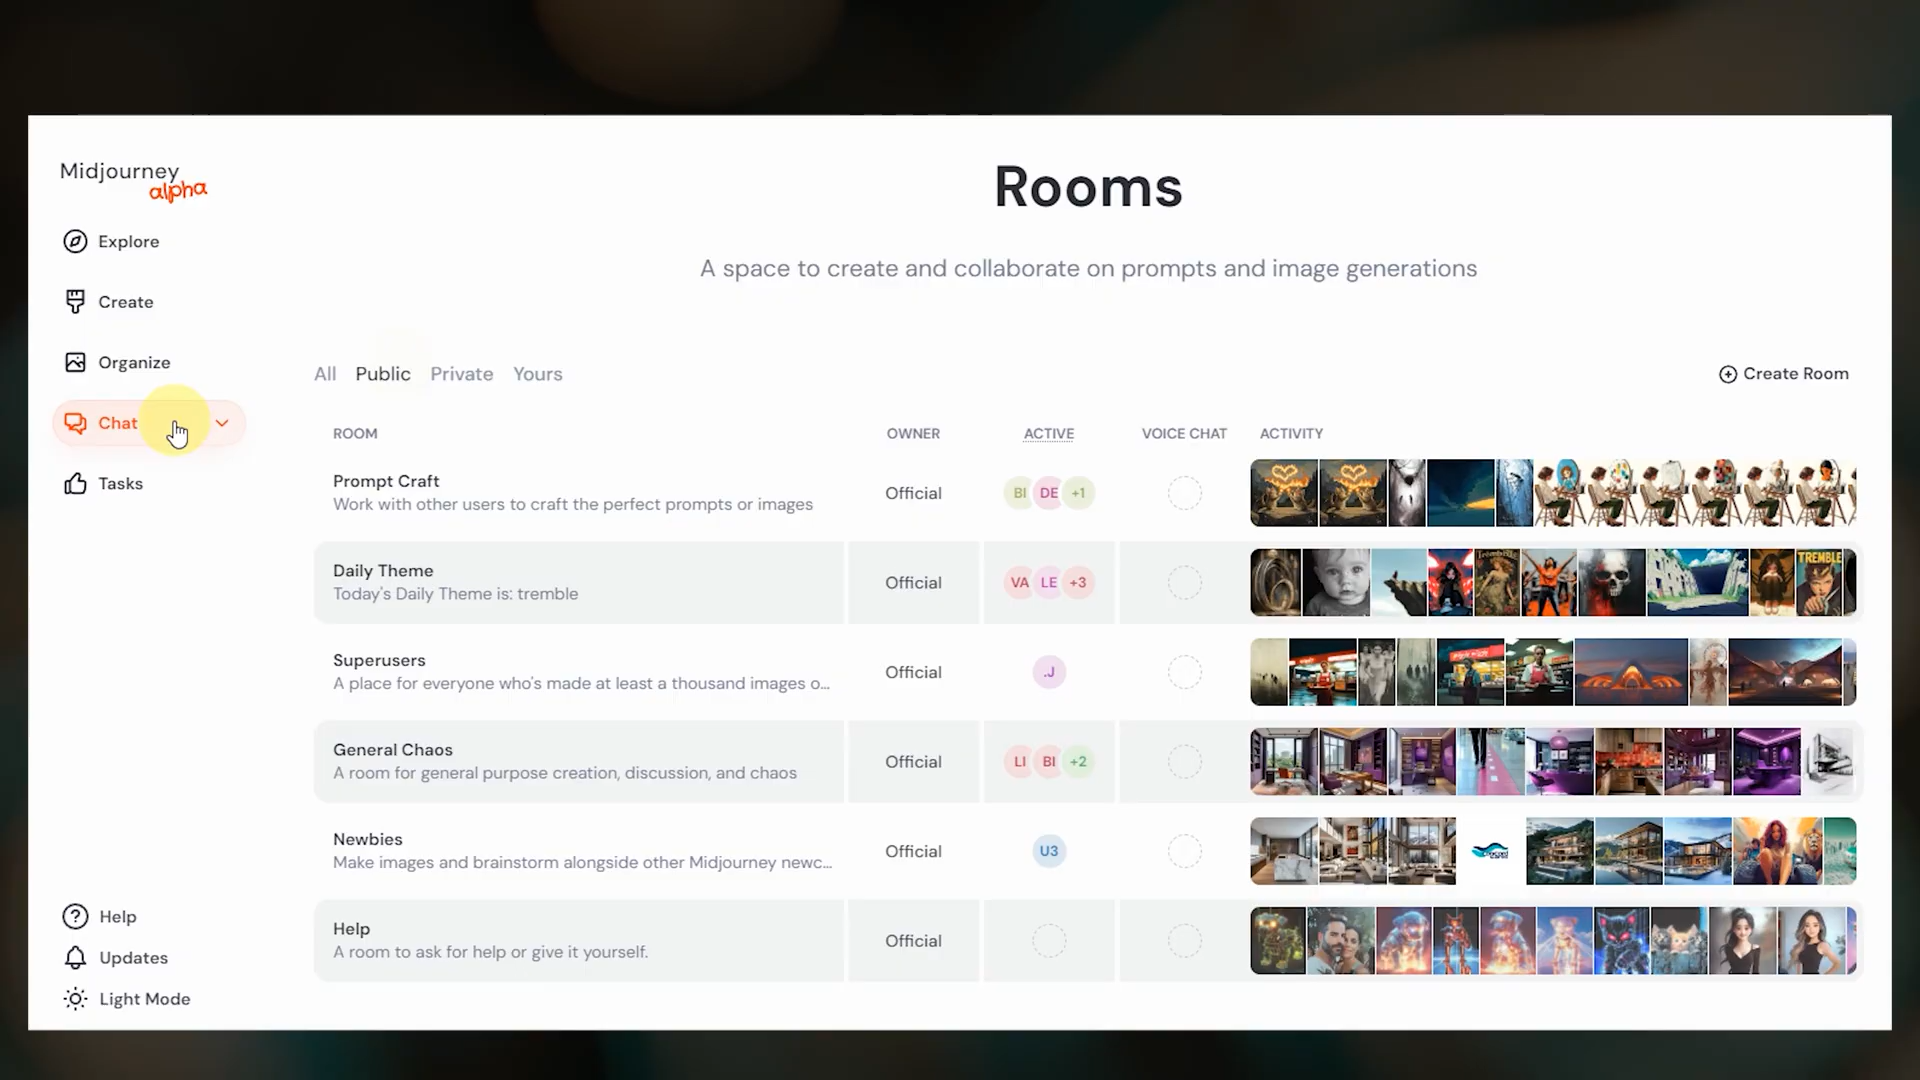 Midjourney
alpha
Explore
Create
Organize
Chat
Tasks
Help
Updates
Light Mode
Rooms
A space to create and collaborate on prompts and image generations
All Public Private Yours
Create Room
ROOM OWNER ACTIVE VOICE CHAT ACTIVITY
Prompt Craft
Work with other users to craft the perfect prompts or images
Official
BI DE +1
Daily Theme
Today's Daily Theme is: tremble
Official
VA LE +3
TREMBLE
Superusers
A place for everyone who's made at least a thousand images o...
Official
.J
General Chaos
A room for general purpose creation, discussion, and chaos
Official
LI BI +2
Newbies
Make images and brainstorm alongside other Midjourney newc...
Official
U3
Help
A room to ask for help or give it yourself.
Official